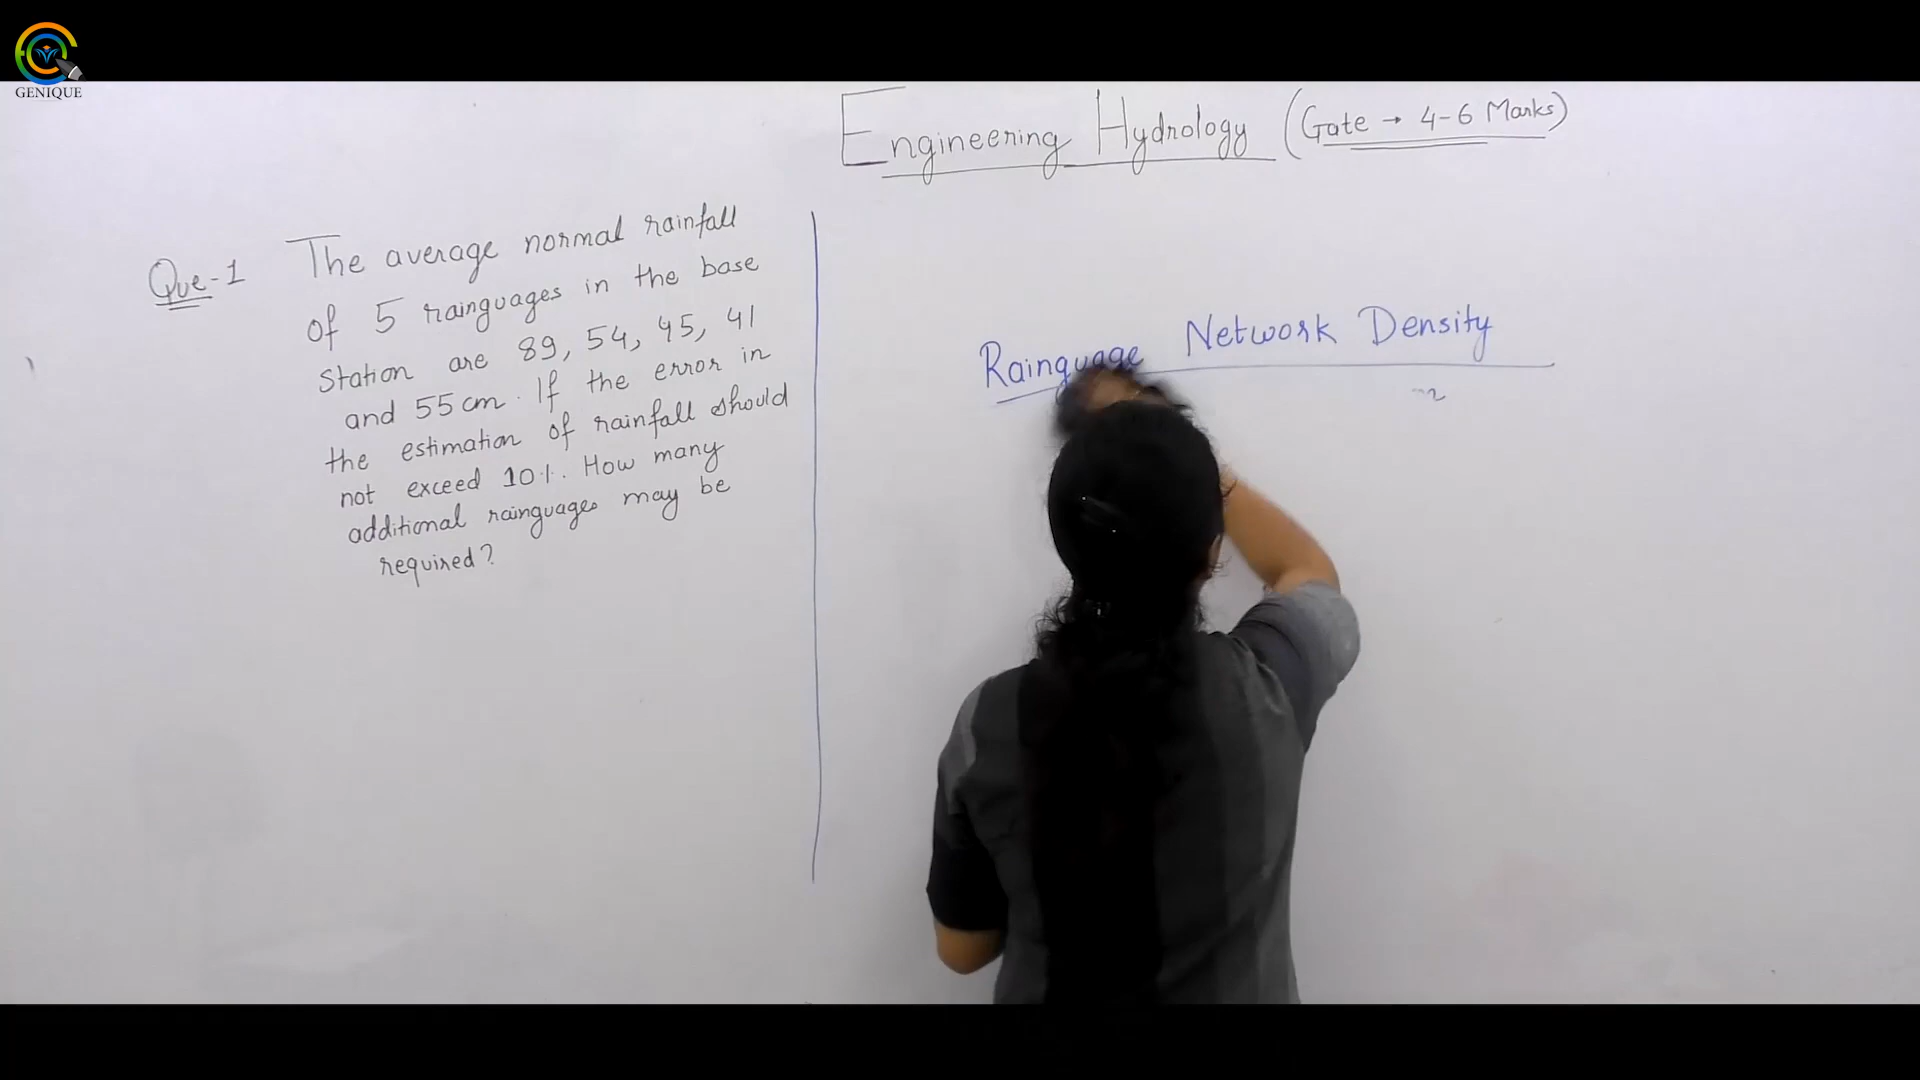 GENIQUE
Engineering Hydrology (Gate → 4-6 Marks)
Que-1 The average normal rainfall
of 5 rainguages in the base
station are 89, 54, 45, 41
and 55 cm. If the error in
the estimation of rainfall should
not exceed 10%. How many
additional rainguages may be
required?
Rainguage Network Density